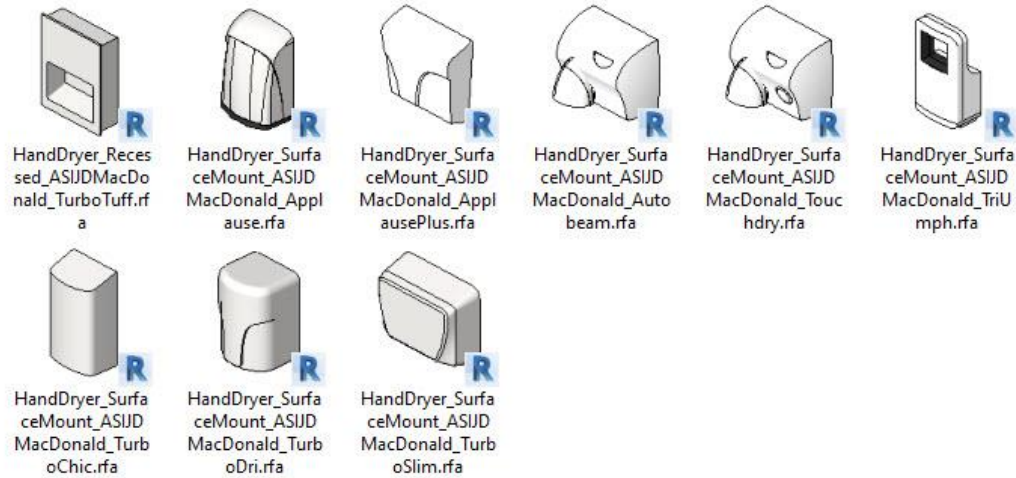 HandDryer_Reces
sed_ASIJDMacDo
nald_TurboTuff.rf
a
HandDryer_Surfa
ceMount_ASIJD
MacDonald_Appl
ause.rfa
HandDryer_Surfa
ceMount_ASIJD
MacDonald_Appl
ausePlus.rfa
HandDryer_Surfa
ceMount_ASIJD
MacDonald_Auto
beam.rfa
HandDryer_Surfa
ceMount_ASIJD
MacDonald_Touc
hdry.rfa
HandDryer_Surfa
ceMount_ASIJD
MacDonald_TriU
mph.rfa
HandDryer_Surfa
ceMount_ASIJD
MacDonald_Turb
oChic.rfa
HandDryer_Surfa
ceMount_ASIJD
MacDonald_Turb
oDri.rfa
HandDryer_Surfa
ceMount_ASIJD
MacDonald_Turb
oSlim.rfa
R
R
R
R
R
R
R
R
R